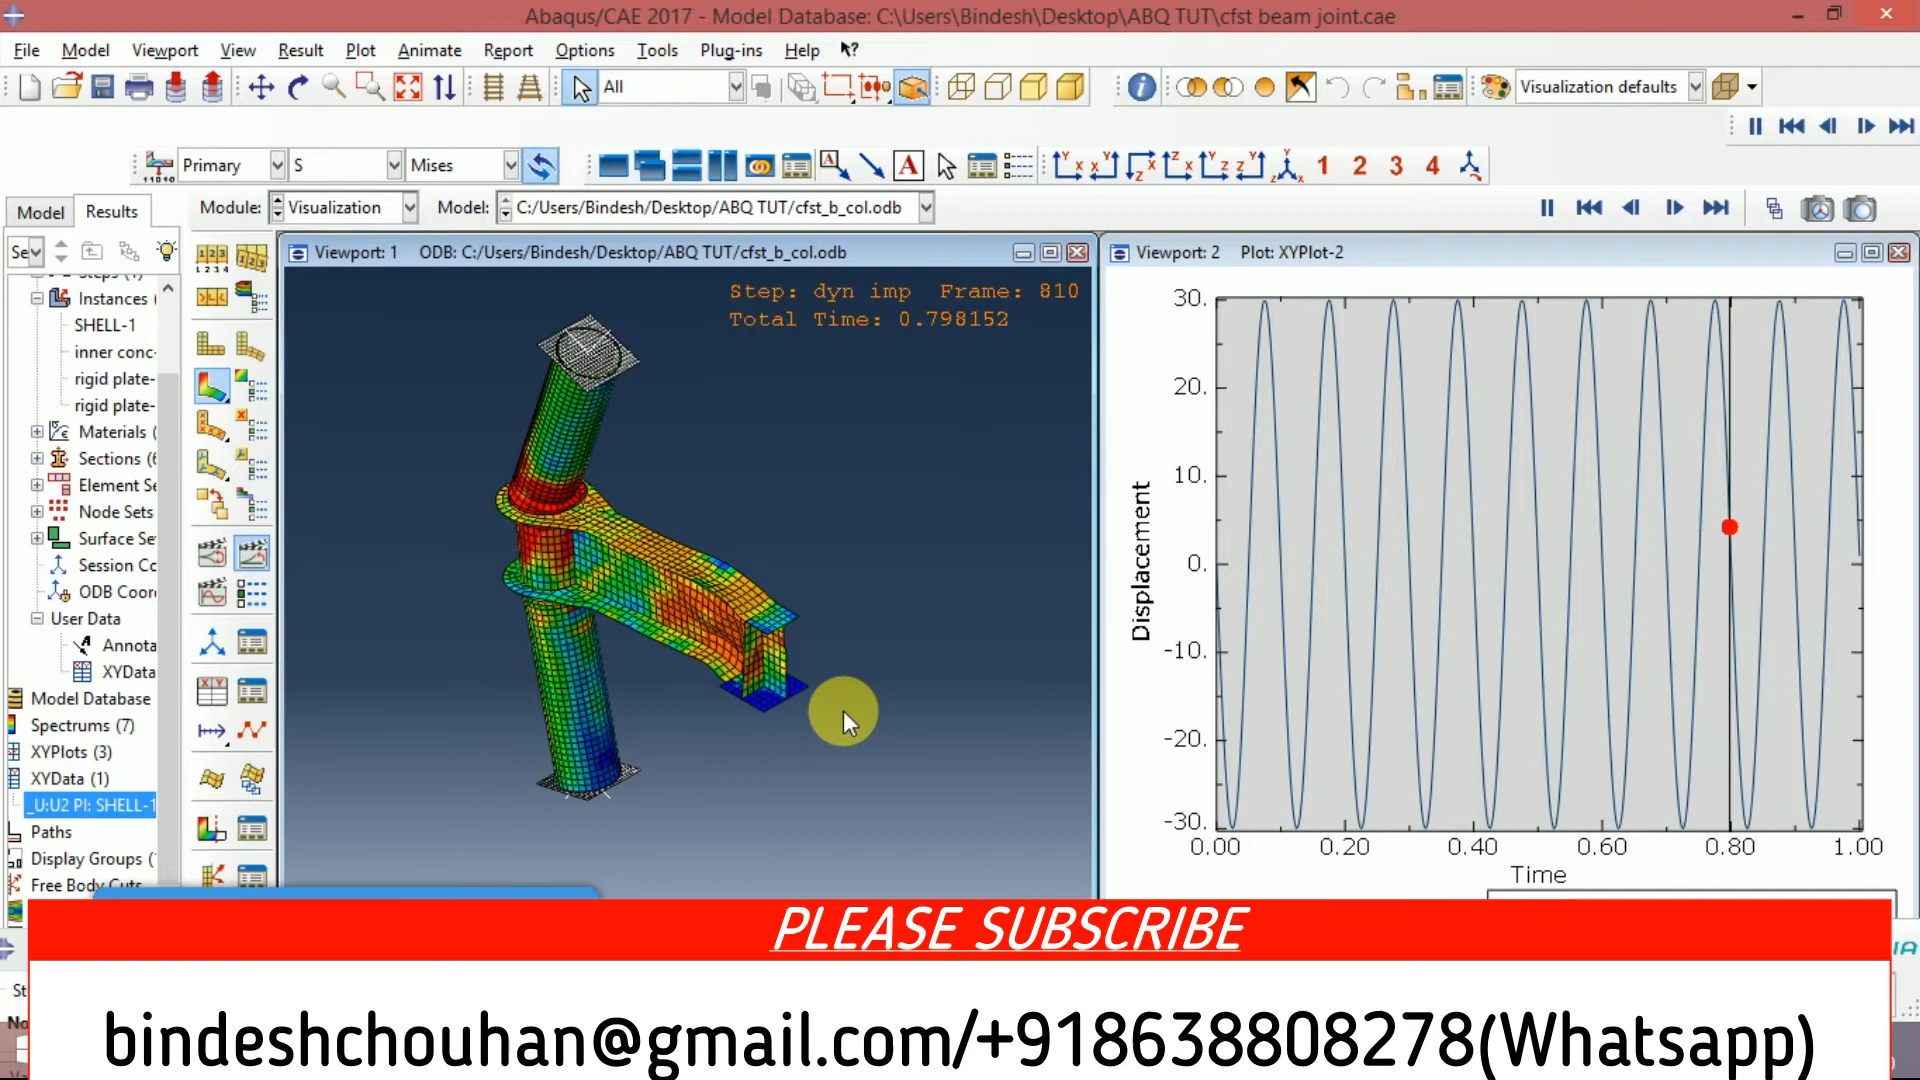 Abaqus/CAE 2017 - Model Database: C:\Users\Bindesh\Desktop\ABQ TUT\cfst beam joint.cae
File Model Viewport View Result Plot Animate Report Options Tools Plug-ins Help
All
Visualization defaults
Primary S Mises
1 2 3 4
Model Results
Module: Visualization Model: C:/Users/Bindesh/Desktop/ABQ TUT/cfst_b_col.odb
Viewport: 1 ODB: C:/Users/Bindesh/Desktop/ABQ TUT/cfst_b_col.odb
Viewport: 2 Plot: XYPlot-2
Step: dyn imp Frame: 810
Total Time: 0.798152
Instances (
SHELL-1
inner conc-
rigid plate-
rigid plate-
Materials (
Sections (6
Element Se
Node Sets
Surface Se
Session Co
ODB Coor
User Data
Annota
XYData
Model Database
Spectrums (7)
XYPlots (3)
XYData (1)
_U:U2 PI: SHELL-1
Paths
Display Groups (
Free Body Cuts
30.
20.
10.
0.
-10.
-20.
-30.
Displacement
0.00 0.20 0.40 0.60 0.80 1.00
Time
PLEASE SUBSCRIBE
bindeshchouhan@gmail.com/+918638808278(Whatsapp)